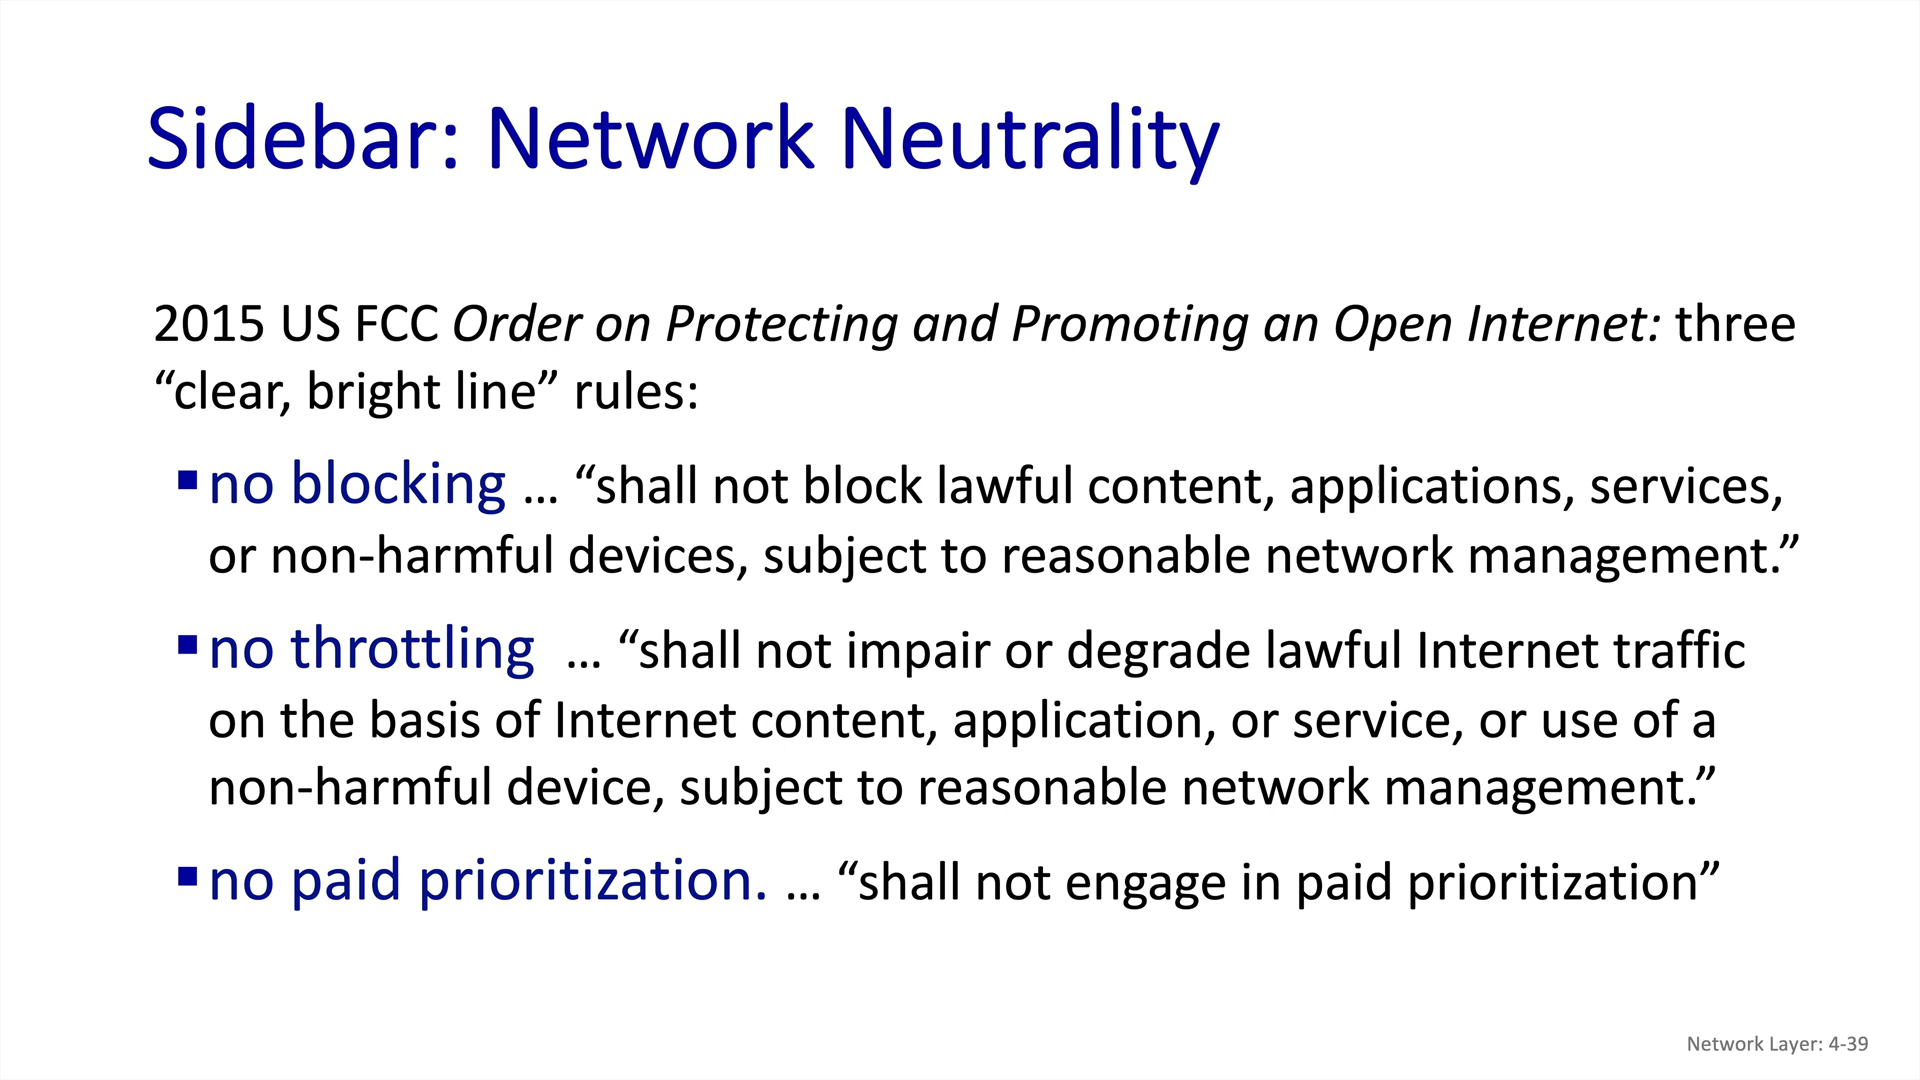 Sidebar: Network Neutrality
2015 US FCC Order on Protecting and Promoting an Open Internet: three
“clear, bright line” rules:
▪no blocking … “shall not block lawful content, applications, services,
or non-harmful devices, subject to reasonable network management.”
▪no throttling … “shall not impair or degrade lawful Internet traffic
on the basis of Internet content, application, or service, or use of a
non-harmful device, subject to reasonable network management.”
▪no paid prioritization. … “shall not engage in paid prioritization”
Network Layer: 4-39